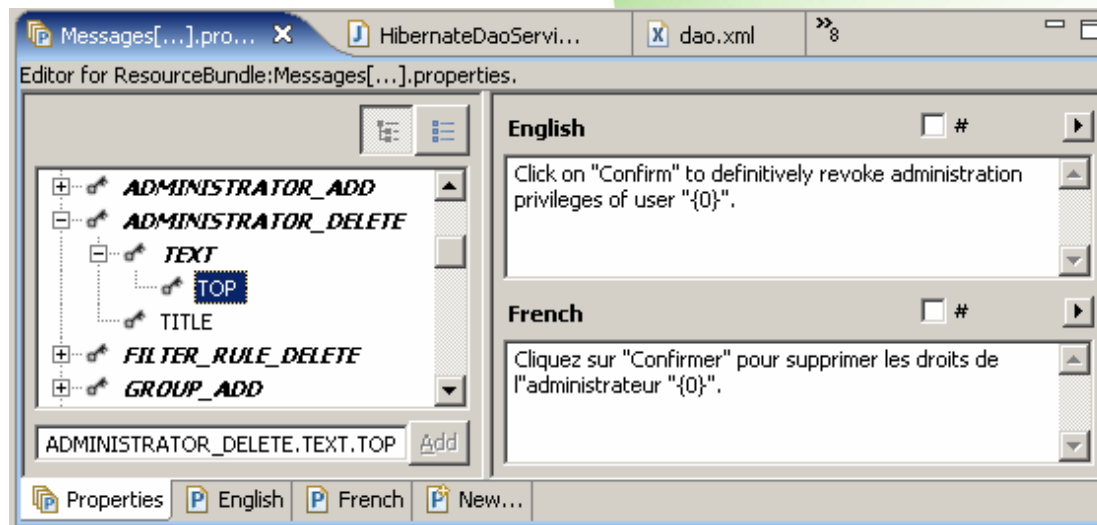 Messages[...].pro...
HibernateDaoServi...
dao.xml
»8
Editor for ResourceBundle:Messages[...].properties.
ADMINISTRATOR_ADD
ADMINISTRATOR_DELETE
TEXT
TOP
TITLE
FILTER_RULE_DELETE
GROUP_ADD
ADMINISTRATOR_DELETE.TEXT.TOP
Add
English
#
Click on "Confirm" to definitively revoke administration
privileges of user "{0}".
French
#
Cliquez sur "Confirmer" pour supprimer les droits de
l''administrateur "{0}".
Properties
English
French
New...